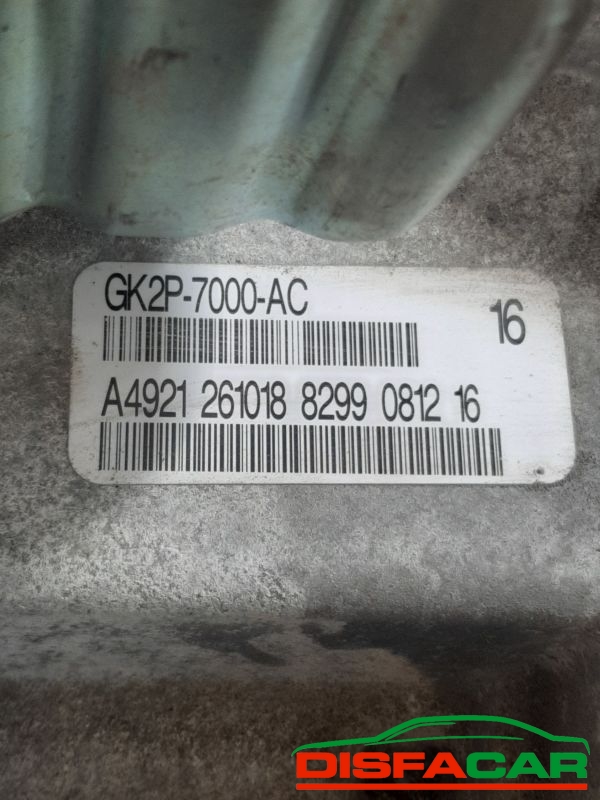 GK2P-7000-AC
16
A4921 261018 8299 0812 16
DISFACAR